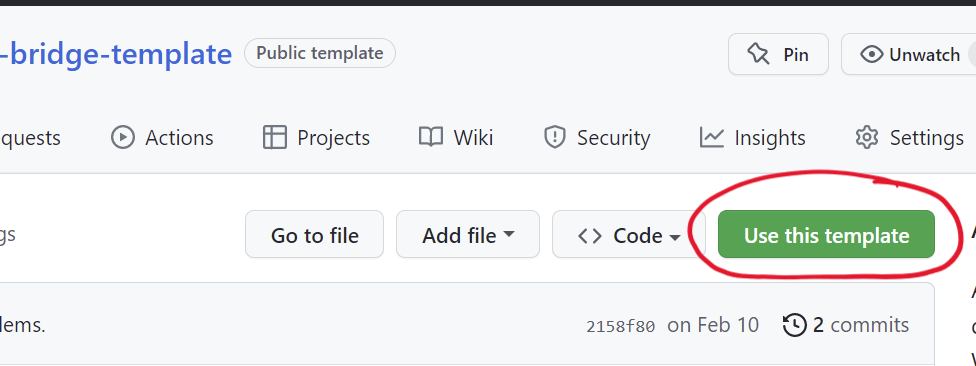 -bridge-template Public template Pin Unwatch
quests Actions Projects Wiki Security Insights Settings
gs Go to file Add file Code Use this template
lems. 2158f80 on Feb 10 2 commits